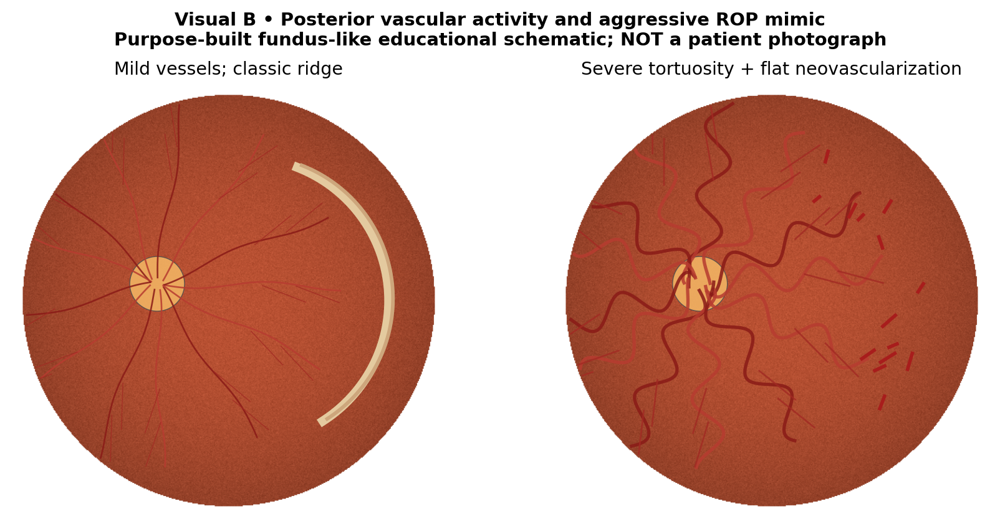 Visual B • Posterior vascular activity and aggressive ROP mimic
Purpose-built fundus-like educational schematic; NOT a patient photograph
Mild vessels; classic ridge
Severe tortuosity + flat neovascularization